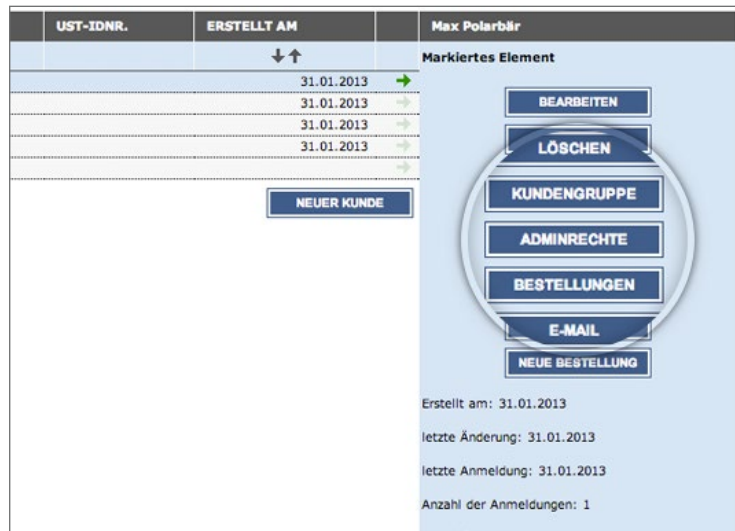 UST-IDNR. ERSTELLT AM Max Polarbär
Markiertes Element
31.01.2013
31.01.2013
31.01.2013
31.01.2013
NEUER KUNDE
BEARBEITEN
LÖSCHEN
KUNDENGRUPPE
ADMINRECHTE
BESTELLUNGEN
E-MAIL
NEUE BESTELLUNG
Erstellt am: 31.01.2013
letzte Änderung: 31.01.2013
letzte Anmeldung: 31.01.2013
Anzahl der Anmeldungen: 1